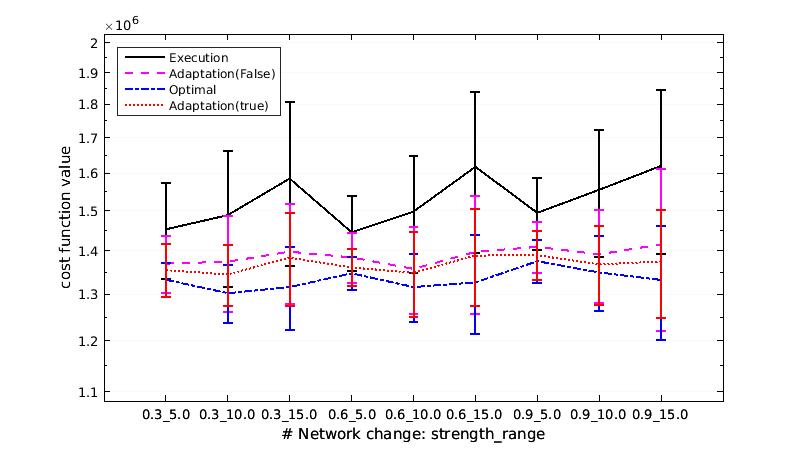 ×10⁶
2
1.9
1.8
1.7
1.6
1.5
1.4
1.3
1.2
1.1
cost function value
Execution
Adaptation(False)
Optimal
Adaptation(true)
0.3_5.0 0.3_10.0 0.3_15.0 0.6_5.0 0.6_10.0 0.6_15.0 0.9_5.0 0.9_10.0 0.9_15.0
# Network change: strength_range